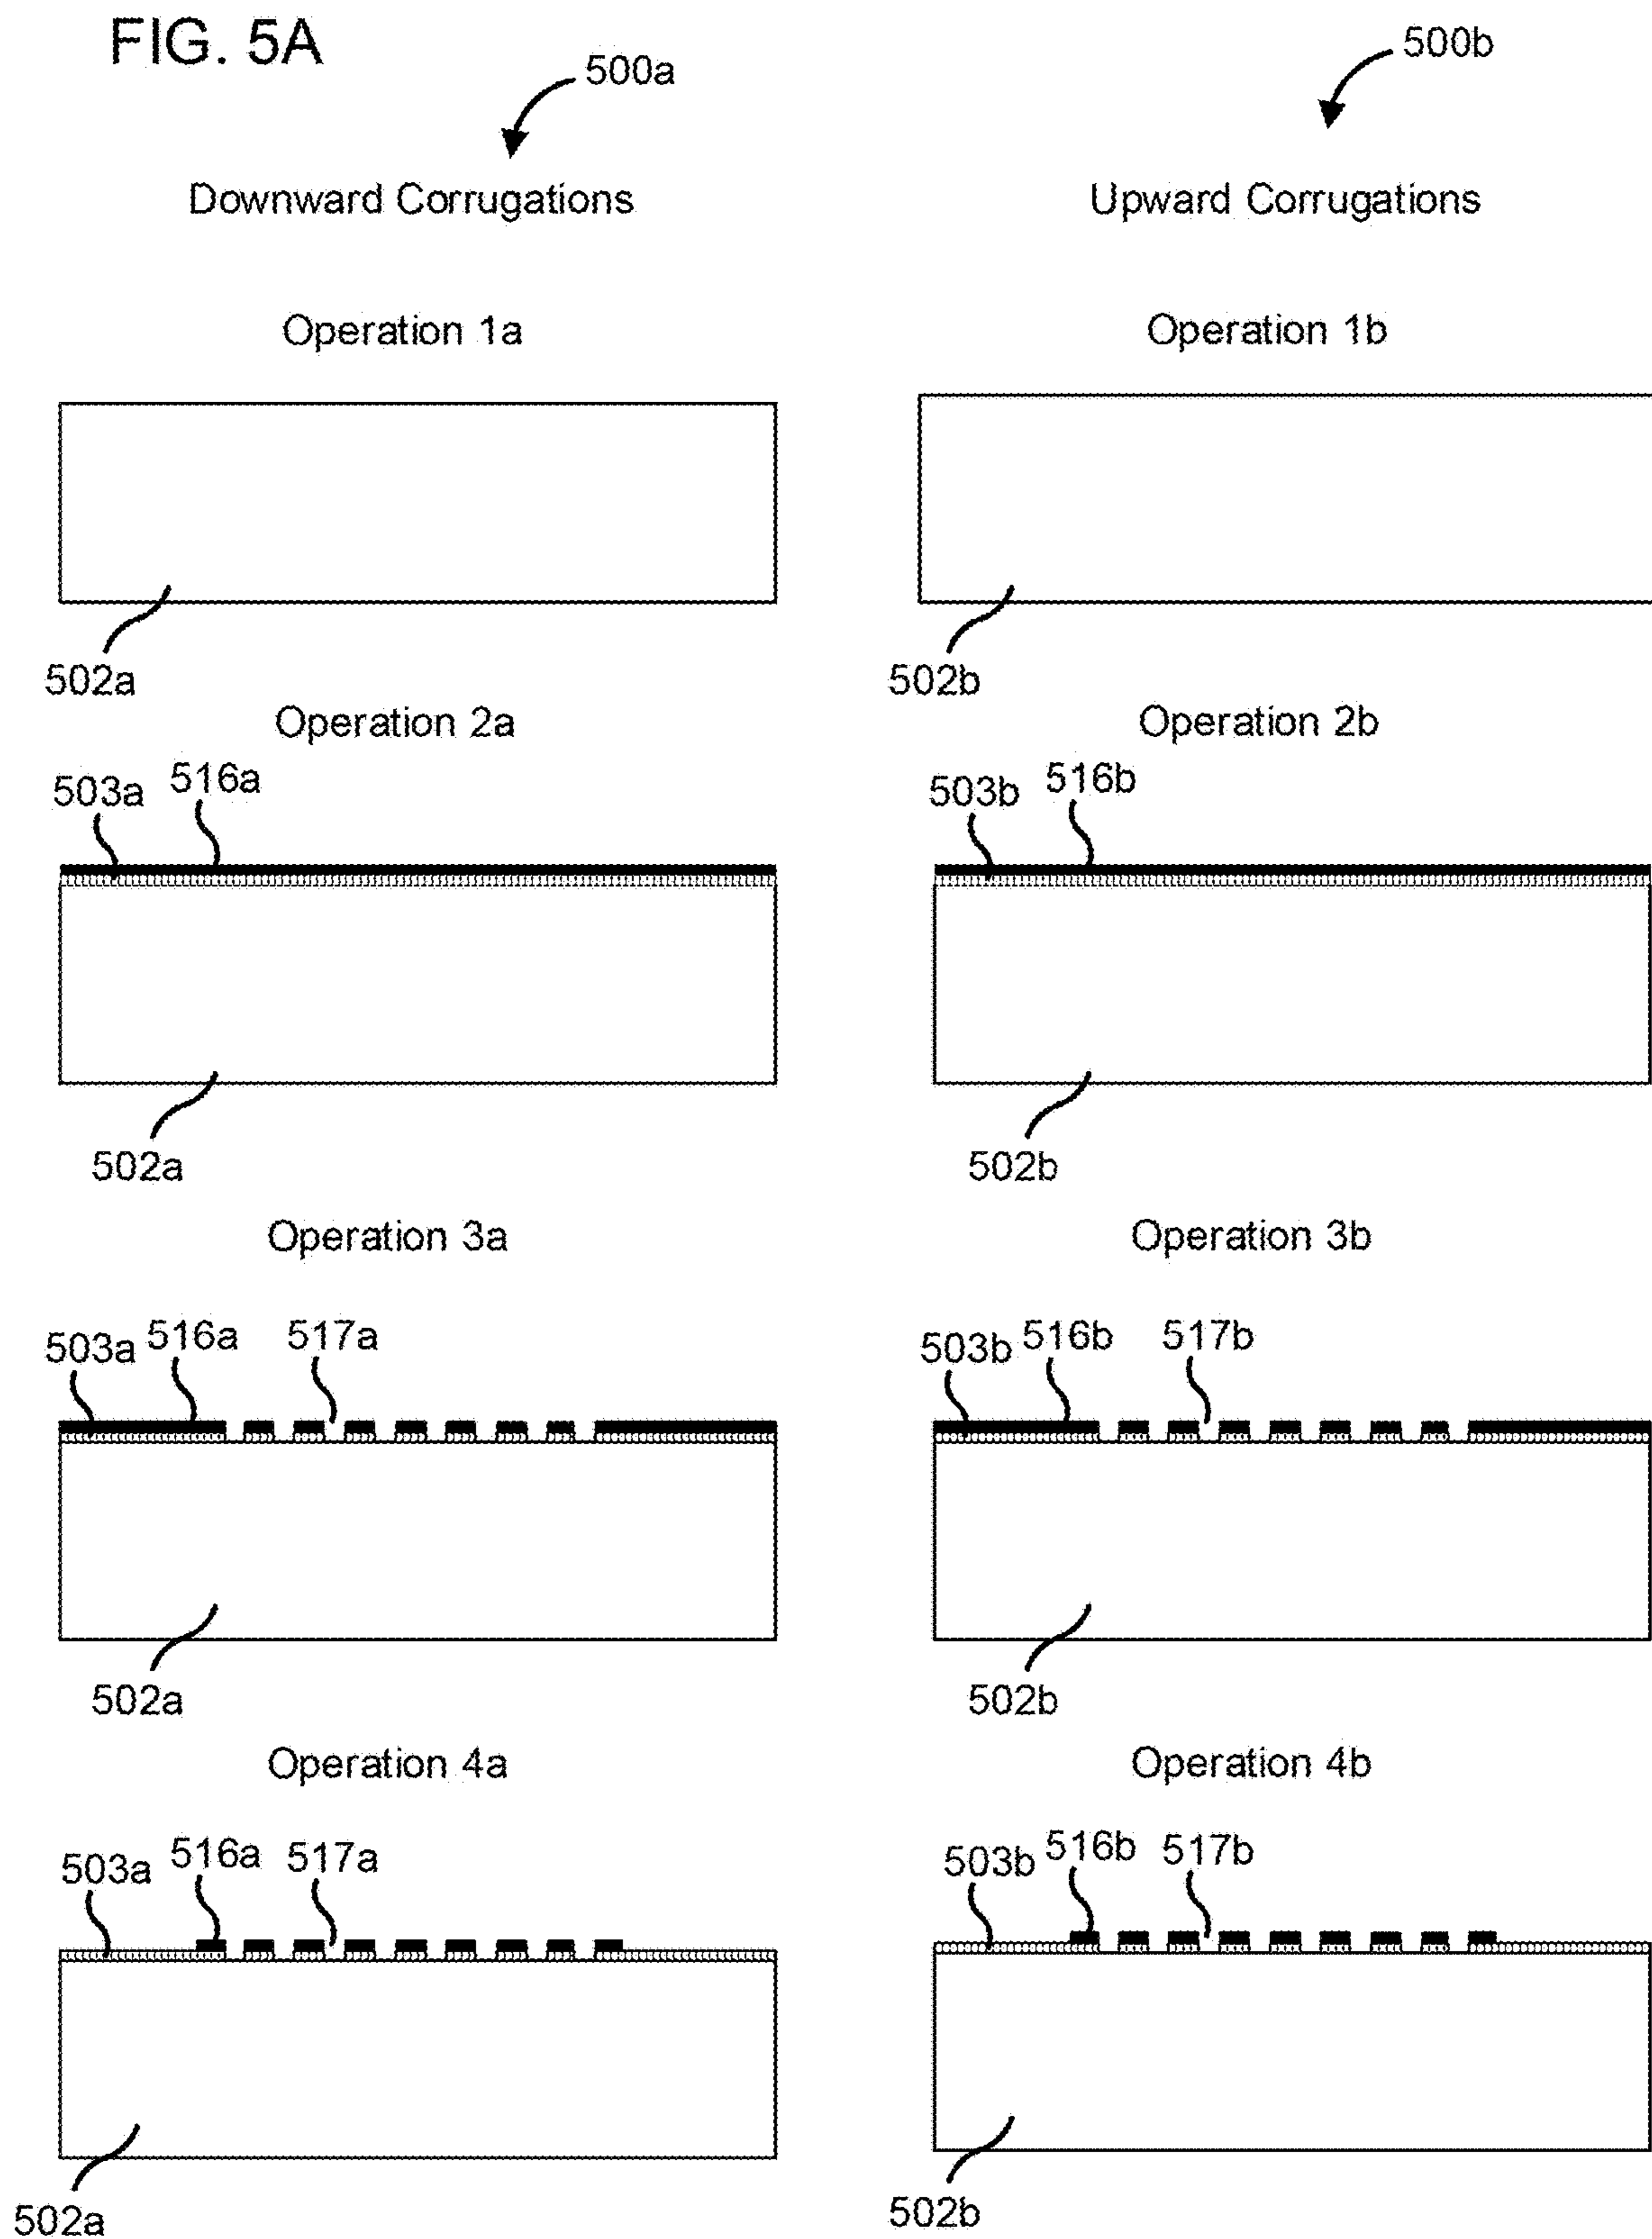 FIG. 5A
500a
500b
Downward Corrugations
Upward Corrugations
Operation 1a
Operation 1b
502a
502b
Operation 2a
Operation 2b
503a
516a
503b
516b
502a
502b
Operation 3a
Operation 3b
503a
516a
517a
503b
516b
517b
502a
502b
Operation 4a
Operation 4b
503a
516a
517a
503b
516b
517b
502a
502b